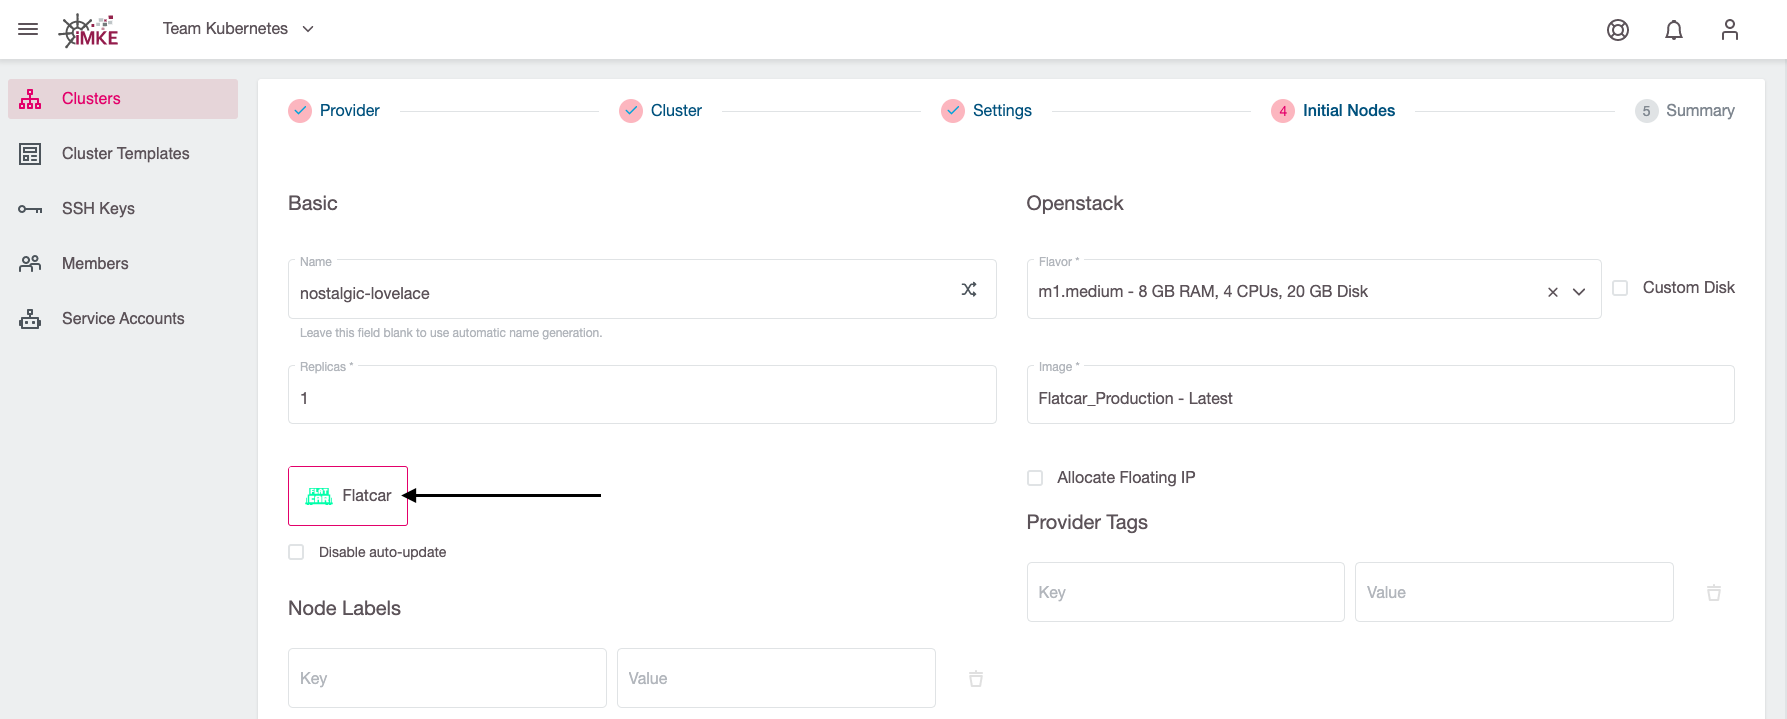 iMKE
Team Kubernetes
Clusters
Cluster Templates
SSH Keys
Members
Service Accounts
Provider
Cluster
Settings
4 Initial Nodes
5 Summary
Basic
Name
nostalgic-lovelace
Leave this field blank to use automatic name generation.
Replicas *
1
FLAT
CAR
Flatcar
Disable auto-update
Node Labels
Key
Value
Openstack
Flavor *
m1.medium - 8 GB RAM, 4 CPUs, 20 GB Disk
Custom Disk
Image *
Flatcar_Production - Latest
Allocate Floating IP
Provider Tags
Key
Value